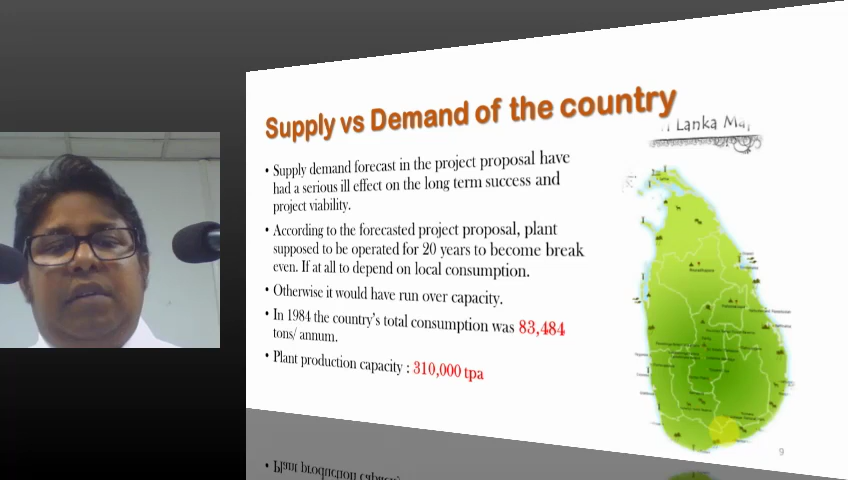 Supply vs Demand of the country
Lanka Ma
• Supply demand forecast in the project proposal have
had a serious ill effect on the long term success and
project viability.
• According to the forecasted project proposal, plant
supposed to be operated for 20 years to become break
even. If at all to depend on local consumption.
• Otherwise it would have run over capacity.
• In 1984 the country's total consumption was 83,484
tons/ annum.
• Plant production capacity : 310,000 tpa
9